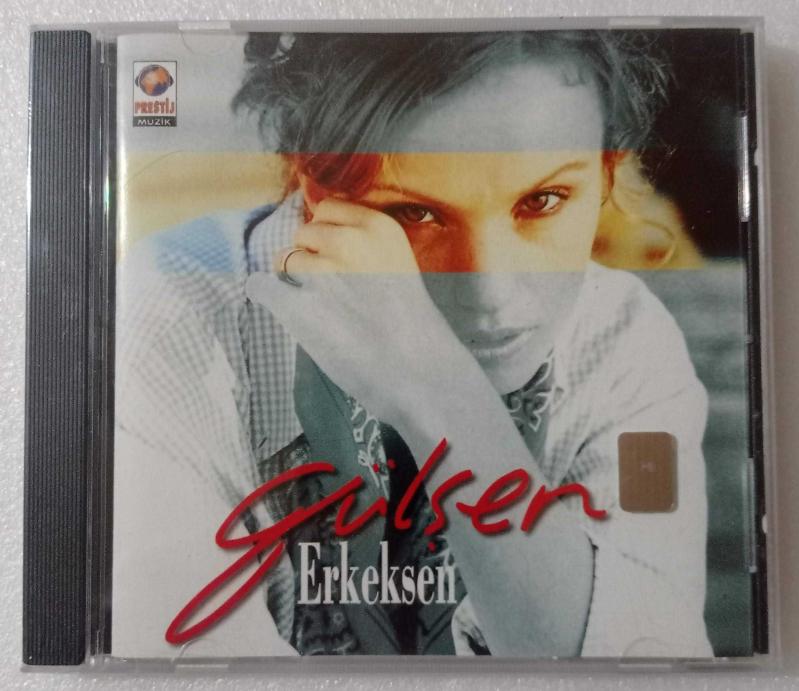 PRESTİJ
MÜZİK
gülşen
Erkeksen